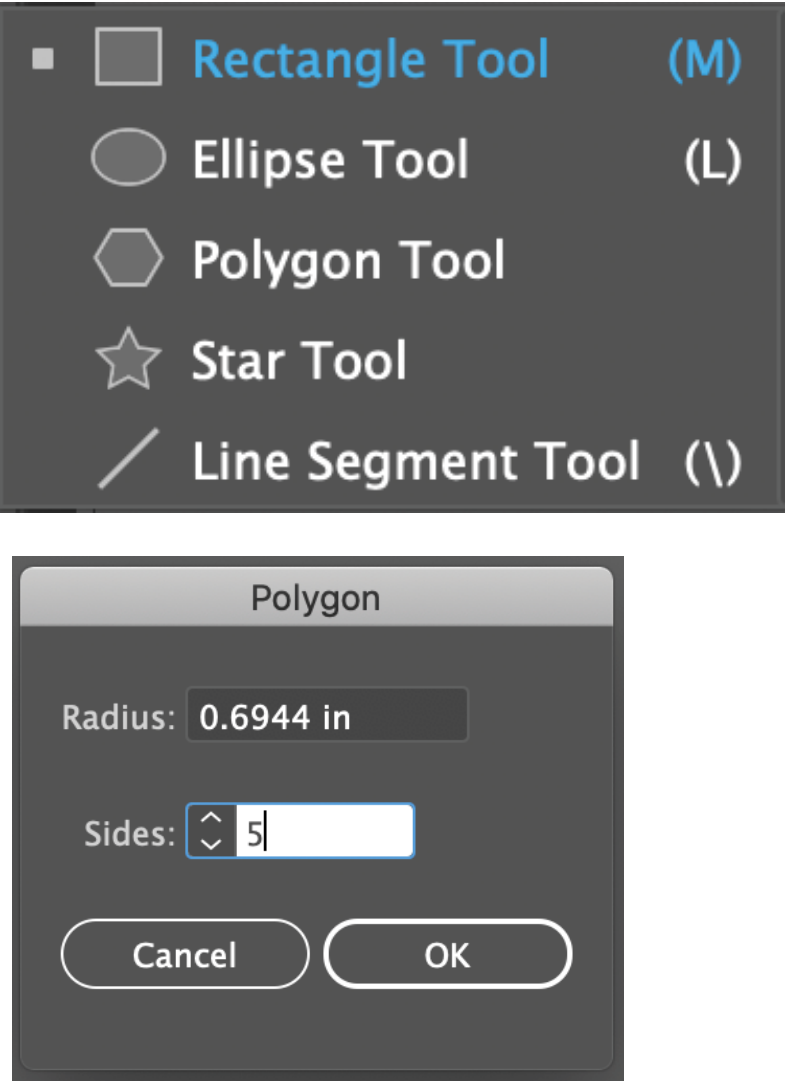 Rectangle Tool (M)
Ellipse Tool (L)
Polygon Tool
Star Tool
Line Segment Tool (\)
Polygon
Radius: 0.6944 in
Sides: 5
Cancel OK